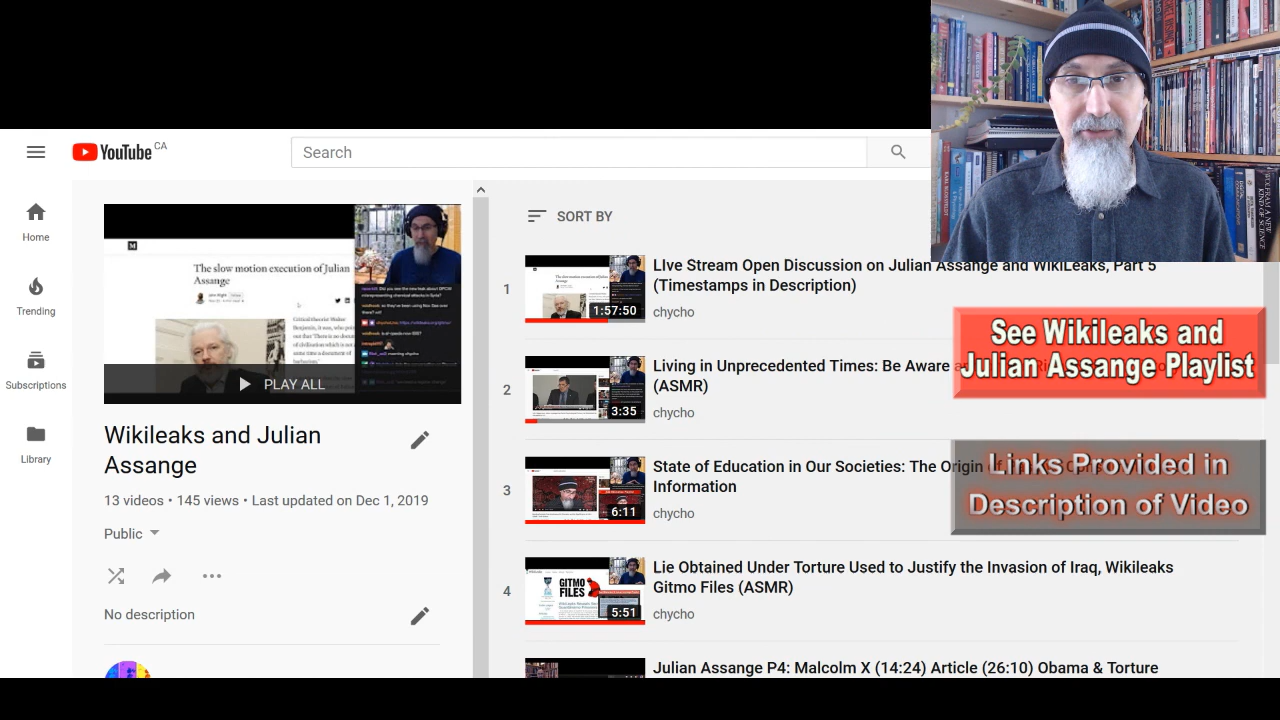 YouTube CA
Search
Home
Trending
Subscriptions
Library
The slow motion execution of Julian
Assange
PLAY ALL
Wikileaks and Julian
Assange
13 videos • 145 views • Last updated on Dec 1, 2019
Public
No description
SORT BY
1
1:57:50
LIve Stream Open Discussion on Julian Assange and WikiLeaks, Part 5
(Timestamps in Description)
chycho
2
3:35
Living in Unprecedented Times: Be Aware
(ASMR)
chycho
3
6:11
State of Education in Our Societies: The Origin of
Information
chycho
4
GITMO
FILES
5:51
Lie Obtained Under Torture Used to Justify the Invasion of Iraq, Wikileaks
Gitmo Files (ASMR)
chycho
Julian Assange P4: Malcolm X (14:24) Article (26:10) Obama & Torture
See Wikileaks and
Julian Assange Playlist
Links Provided in
Description of Video
WOLFRAM A NEW
KIND OF SCIENCE